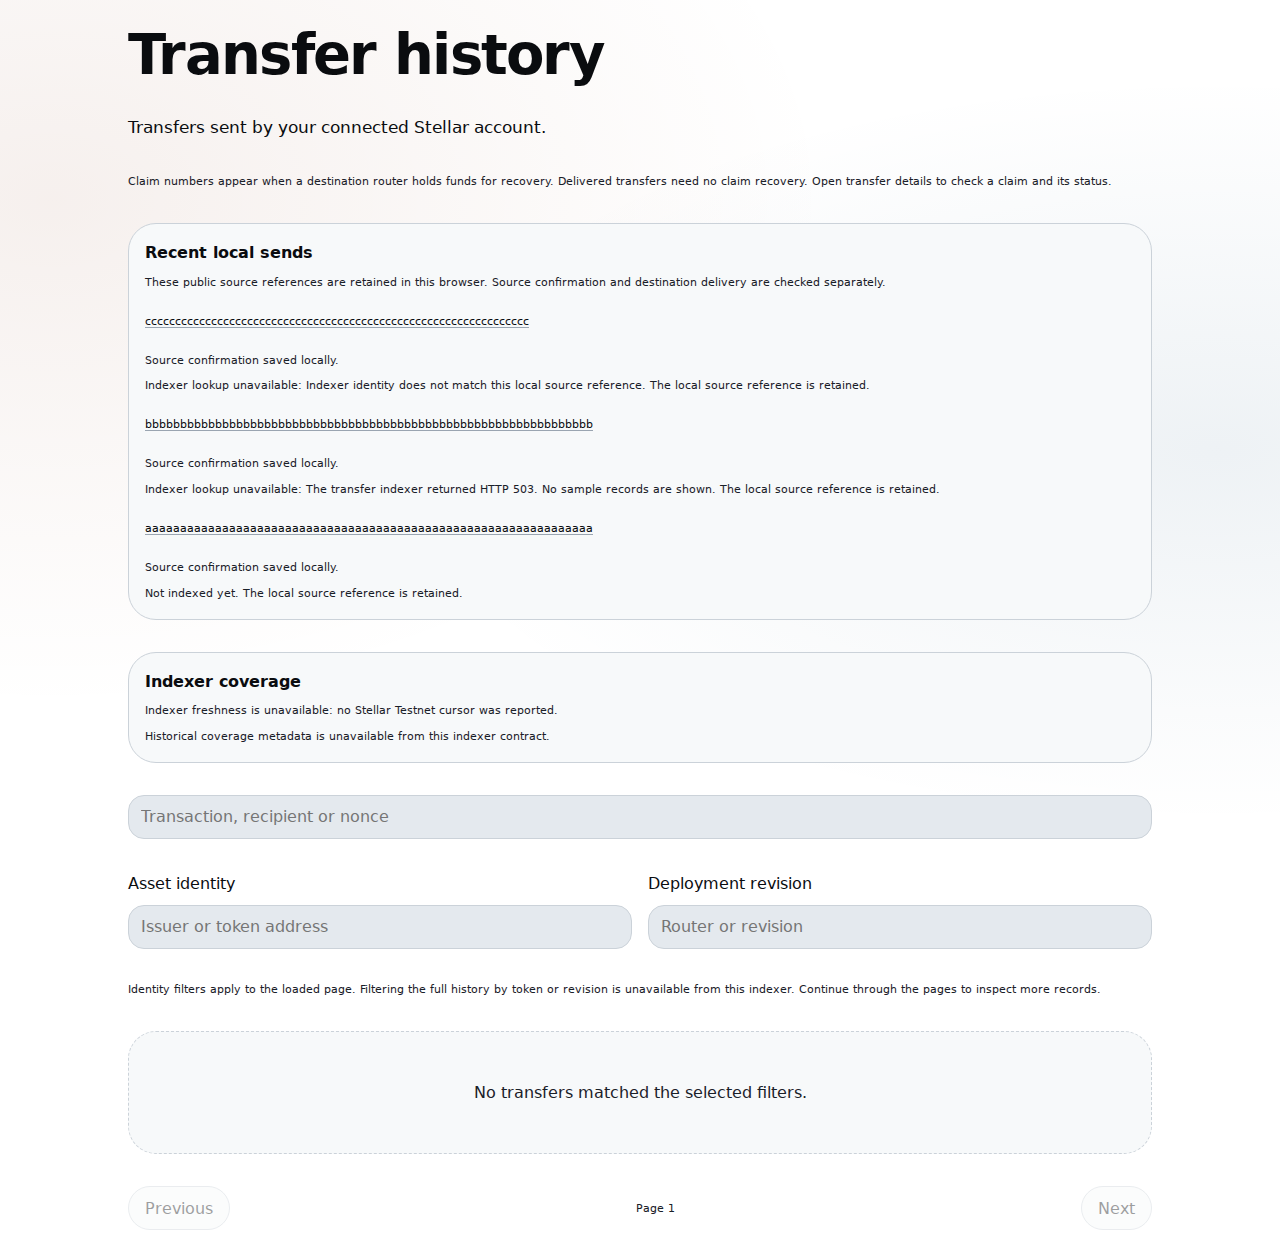 Transfer history
Transfers sent by your connected Stellar account.
Claim numbers appear when a destination router holds funds for recovery. Delivered transfers need no claim recovery. Open transfer details to check a claim and its status.
Recent local sends
These public source references are retained in this browser. Source confirmation and destination delivery are checked separately.
cccccccccccccccccccccccccccccccccccccccccccccccccccccccccccccccc
Source confirmation saved locally.
Indexer lookup unavailable: Indexer identity does not match this local source reference. The local source reference is retained.
bbbbbbbbbbbbbbbbbbbbbbbbbbbbbbbbbbbbbbbbbbbbbbbbbbbbbbbbbbbbbbbb
Source confirmation saved locally.
Indexer lookup unavailable: The transfer indexer returned HTTP 503. No sample records are shown. The local source reference is retained.
aaaaaaaaaaaaaaaaaaaaaaaaaaaaaaaaaaaaaaaaaaaaaaaaaaaaaaaaaaaaaaaa
Source confirmation saved locally.
Not indexed yet. The local source reference is retained.
Indexer coverage
Indexer freshness is unavailable: no Stellar Testnet cursor was reported.
Historical coverage metadata is unavailable from this indexer contract.
Transaction, recipient or nonce
Asset identity
Deployment revision
Issuer or token address
Router or revision
Identity filters apply to the loaded page. Filtering the full history by token or revision is unavailable from this indexer. Continue through the pages to inspect more records.
No transfers matched the selected filters.
Previous
Page 1
Next